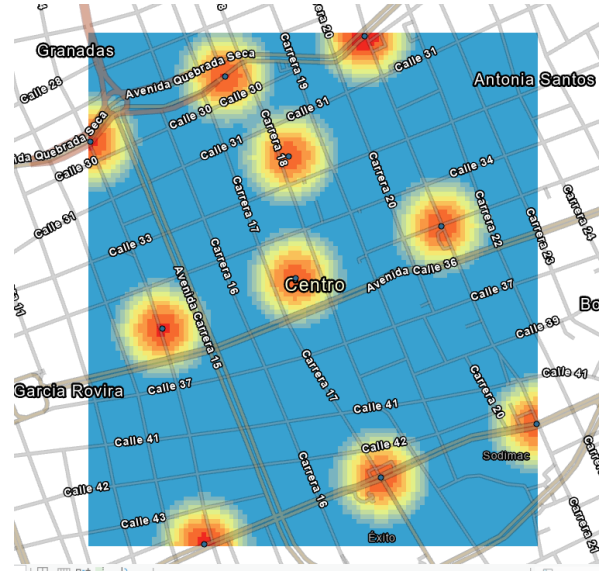 Carrera 20
Granadas
Avenida Quebrada Seca
Carrera 19
Calle 31
Antonia Santos
Calle 28
Calle 30
Calle 30
Calle 31
Quebrada Seca
Calle 30
Calle 31
Carrera 18
Calle 34
Carrera 17
Carrera 20
Carrera 22
Carrera 24
Calle 31
Calle 33
Carrera 23
Avenida Calle 36
Carrera 16
Centro
Avenida Carrera 15
Calle 37
Calle 39
Calle 37
Garcia Rovira
Carrera 17
Calle 41
Carrera 20
Calle 41
Calle 41
Calle 42
Sodimac
Calle 42
Carrera 16
Calle 43
Éxito
Carrera 21